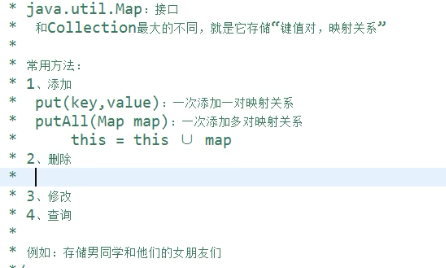 * java.util.Map：接口
* 和Collection最大的不同，就是它存储“键值对，映射关系”
*
* 常用方法：
* 1、添加
* put(key,value)：一次添加一对映射关系
* putAll(Map map)：一次添加多对映射关系
* this = this ∪ map
* 2、删除
*
* 3、修改
* 4、查询
*
* 例如：存储男同学和他们的女朋友们